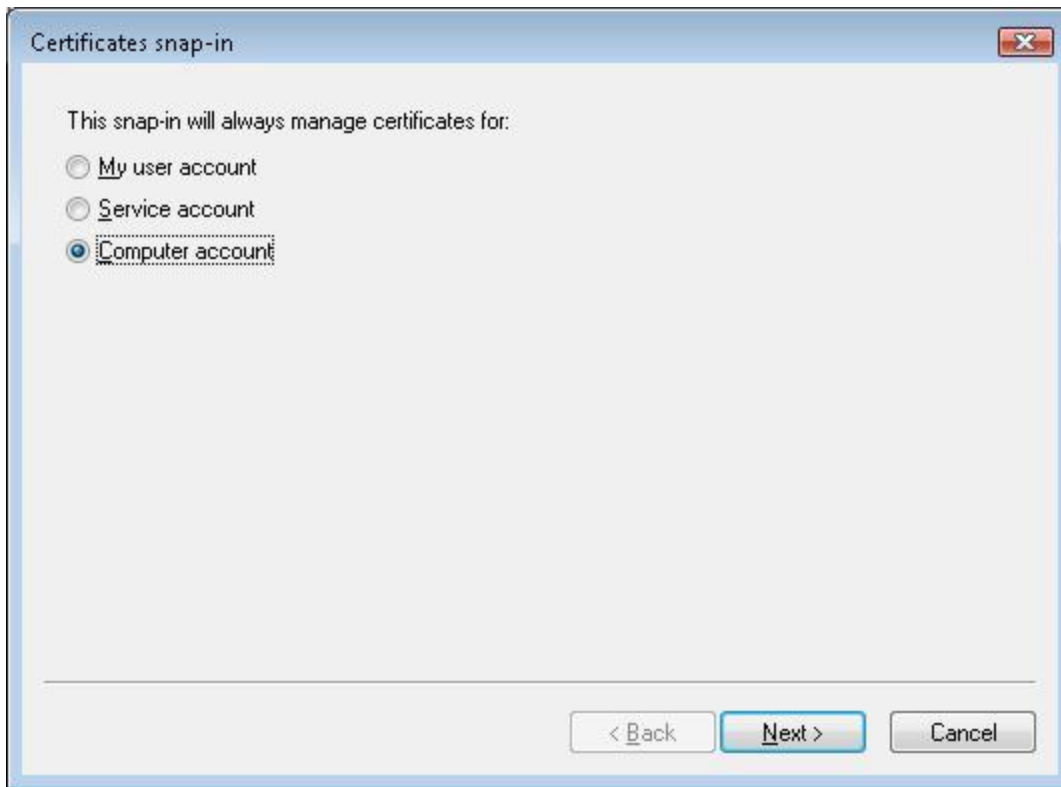 Certificates snap-in
This snap-in will always manage certificates for:
My user account
Service account
Computer account
< Back
Next >
Cancel